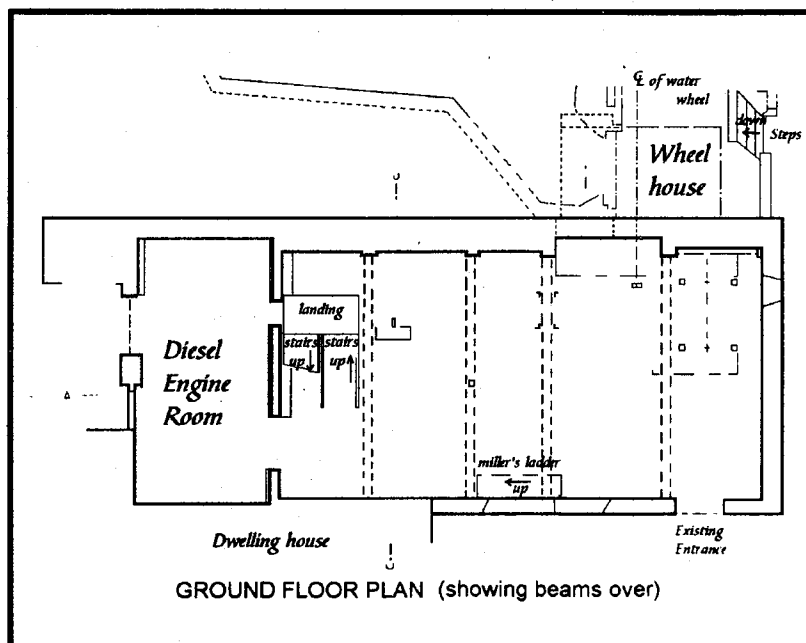 ℄ of water
wheel
down
Steps
Wheel
house
landing
stairs
up
stairs
up
Diesel
Engine
Room
miller's ladder
up
Dwelling house
Existing
Entrance
GROUND FLOOR PLAN (showing beams over)